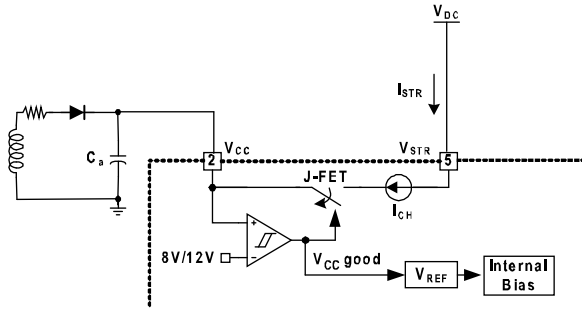 V_DC
I_STR
V_CC
V_STR
C_a
2
5
J-FET
I_CH
+
-
8V/12V
V_CC good
V_REF
Internal
Bias